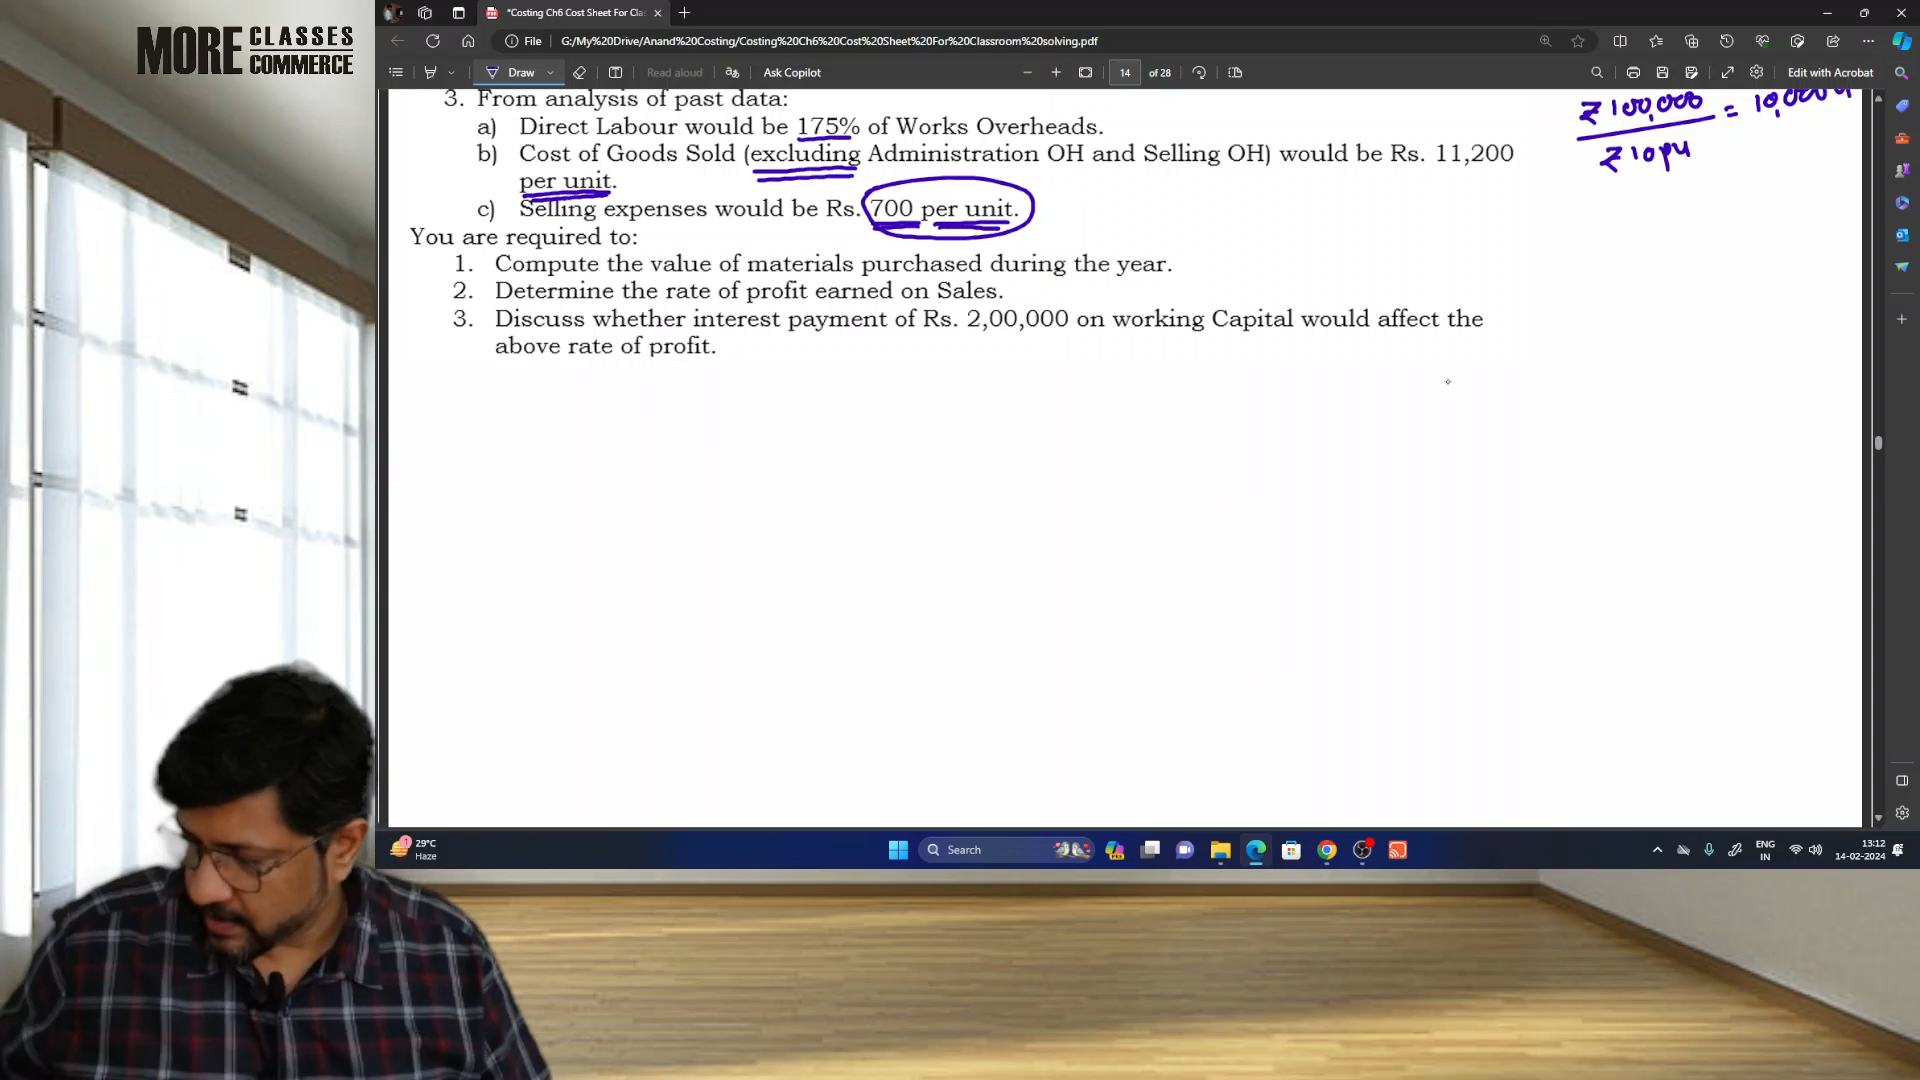 MORE CLASSES COMMERCE
*Costing Ch6 Cost Sheet For Cla
File G:/My%20Drive/Anand%20Costing/Costing%20Ch6%20Cost%20Sheet%20For%20Classroom%20solving.pdf
Draw Read aloud Ask Copilot 14 of 28 Edit with Acrobat
3. From analysis of past data:
a) Direct Labour would be 175% of Works Overheads.
b) Cost of Goods Sold (excluding Administration OH and Selling OH) would be Rs. 11,200
per unit.
c) Selling expenses would be Rs. 700 per unit.
You are required to:
1. Compute the value of materials purchased during the year.
2. Determine the rate of profit earned on Sales.
3. Discuss whether interest payment of Rs. 2,00,000 on working Capital would affect the
above rate of profit.
₹100,000 =
₹10pu
29°C
Haze
Search
ENG
IN
13:12
14-02-2024